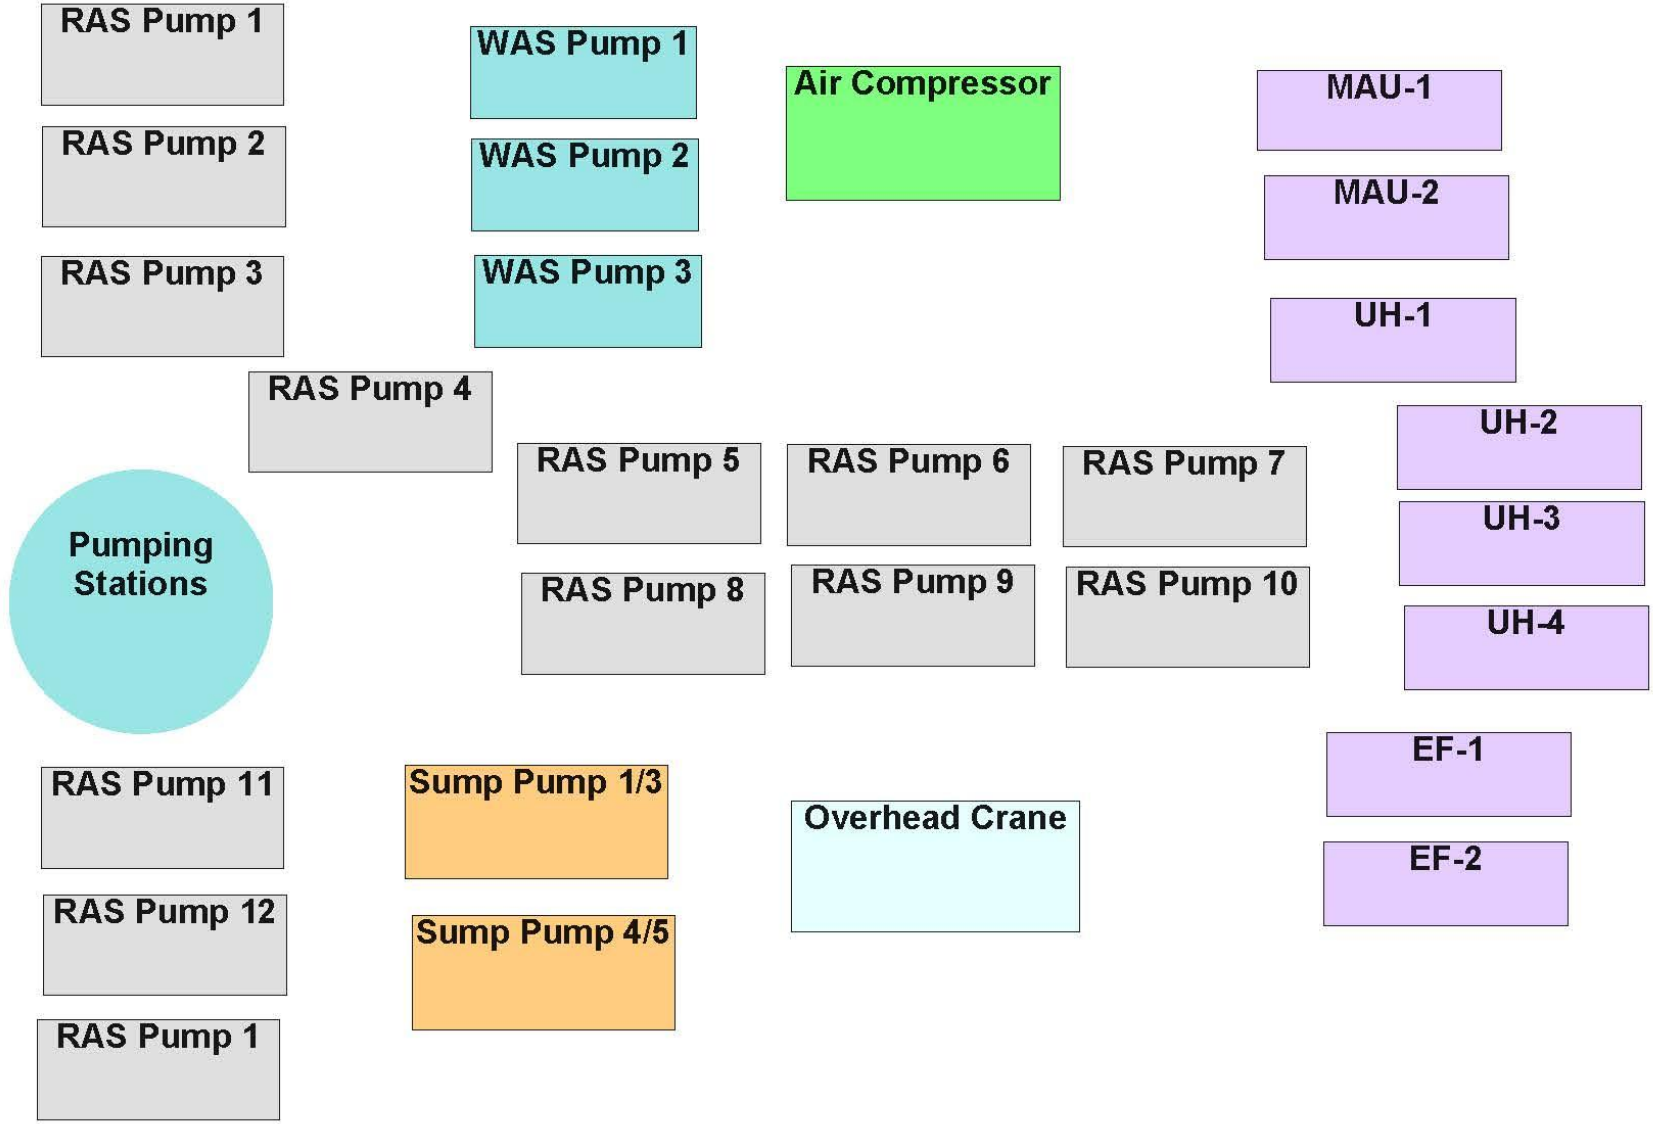 RAS Pump 1
WAS Pump 1
Air Compressor
MAU-1
RAS Pump 2
WAS Pump 2
MAU-2
RAS Pump 3
WAS Pump 3
UH-1
RAS Pump 4
UH-2
RAS Pump 5
RAS Pump 6
RAS Pump 7
UH-3
Pumping
Stations
RAS Pump 8
RAS Pump 9
RAS Pump 10
UH-4
EF-1
RAS Pump 11
Sump Pump 1/3
Overhead Crane
EF-2
RAS Pump 12
Sump Pump 4/5
RAS Pump 1